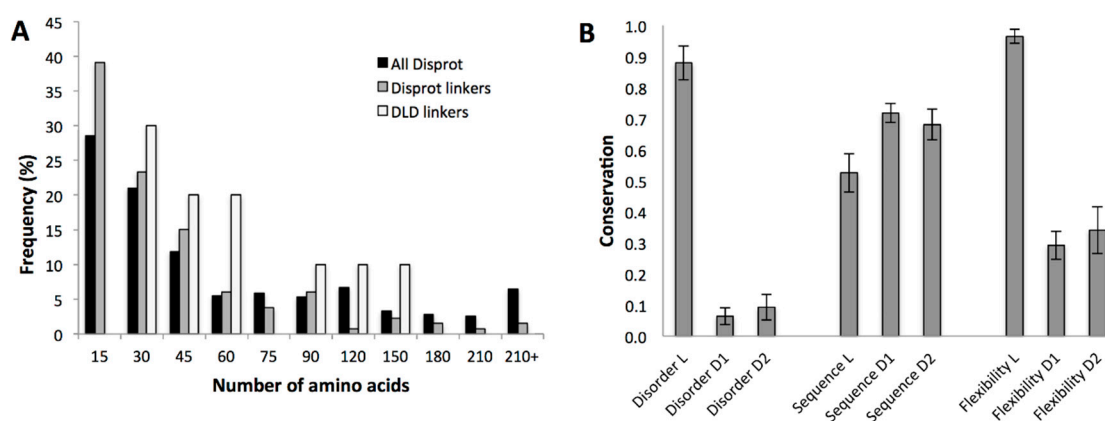 A
Frequency (%)
45
40
35
30
25
20
15
10
5
0
All Disprot
Disprot linkers
DLD linkers
15 30 45 60 75 90 120 150 180 210 210+
Number of amino acids
B
Conservation
1.0
0.9
0.8
0.7
0.6
0.5
0.4
0.3
0.2
0.1
0.0
Disorder L
Disorder D1
Disorder D2
Sequence L
Sequence D1
Sequence D2
Flexibility L
Flexibility D1
Flexibility D2